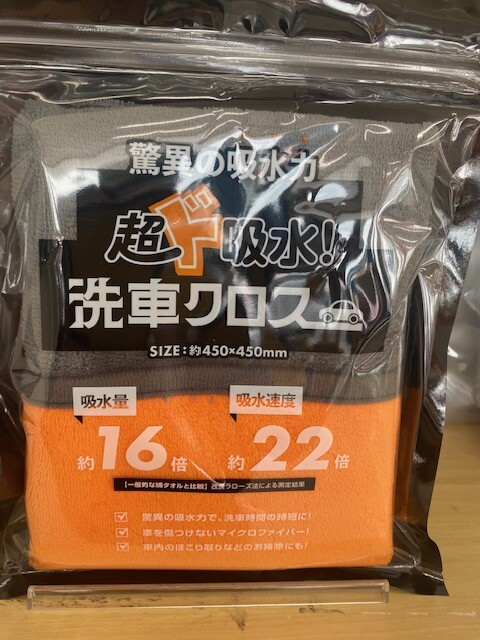 驚異の吸水力
超ド吸水!
洗車クロス
SIZE:約450×450mm
吸水量 吸水速度
約16倍 約22倍
【一般的な綿タオルと比較】改良ラローズ法による測定結果
驚異の吸水力で、洗車時間の時短に!
車を傷つけないマイクロファイバー!
車内のほこり取りなどのお掃除にも!